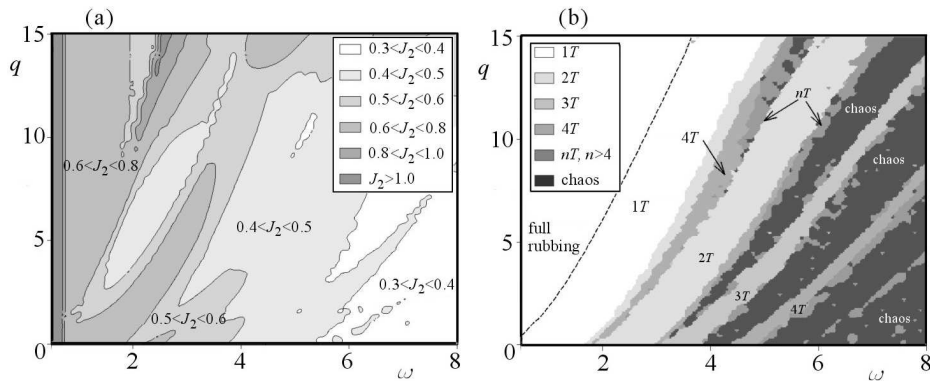 (a)
15
q
10
5
0
2
4
6
ω
8
0.3<J₂<0.4
0.4<J₂<0.5
0.5<J₂<0.6
0.6<J₂<0.8
0.8<J₂<1.0
J₂>1.0
0.6<J₂<0.8
0.4<J₂<0.5
0.3<J₂<0.4
0.5<J₂<0.6
(b)
15
q
10
5
0
2
4
6
ω
8
1T
2T
3T
4T
nT, n>4
chaos
nT
chaos
4T
chaos
1T
full
rubbing
2T
3T
4T
chaos